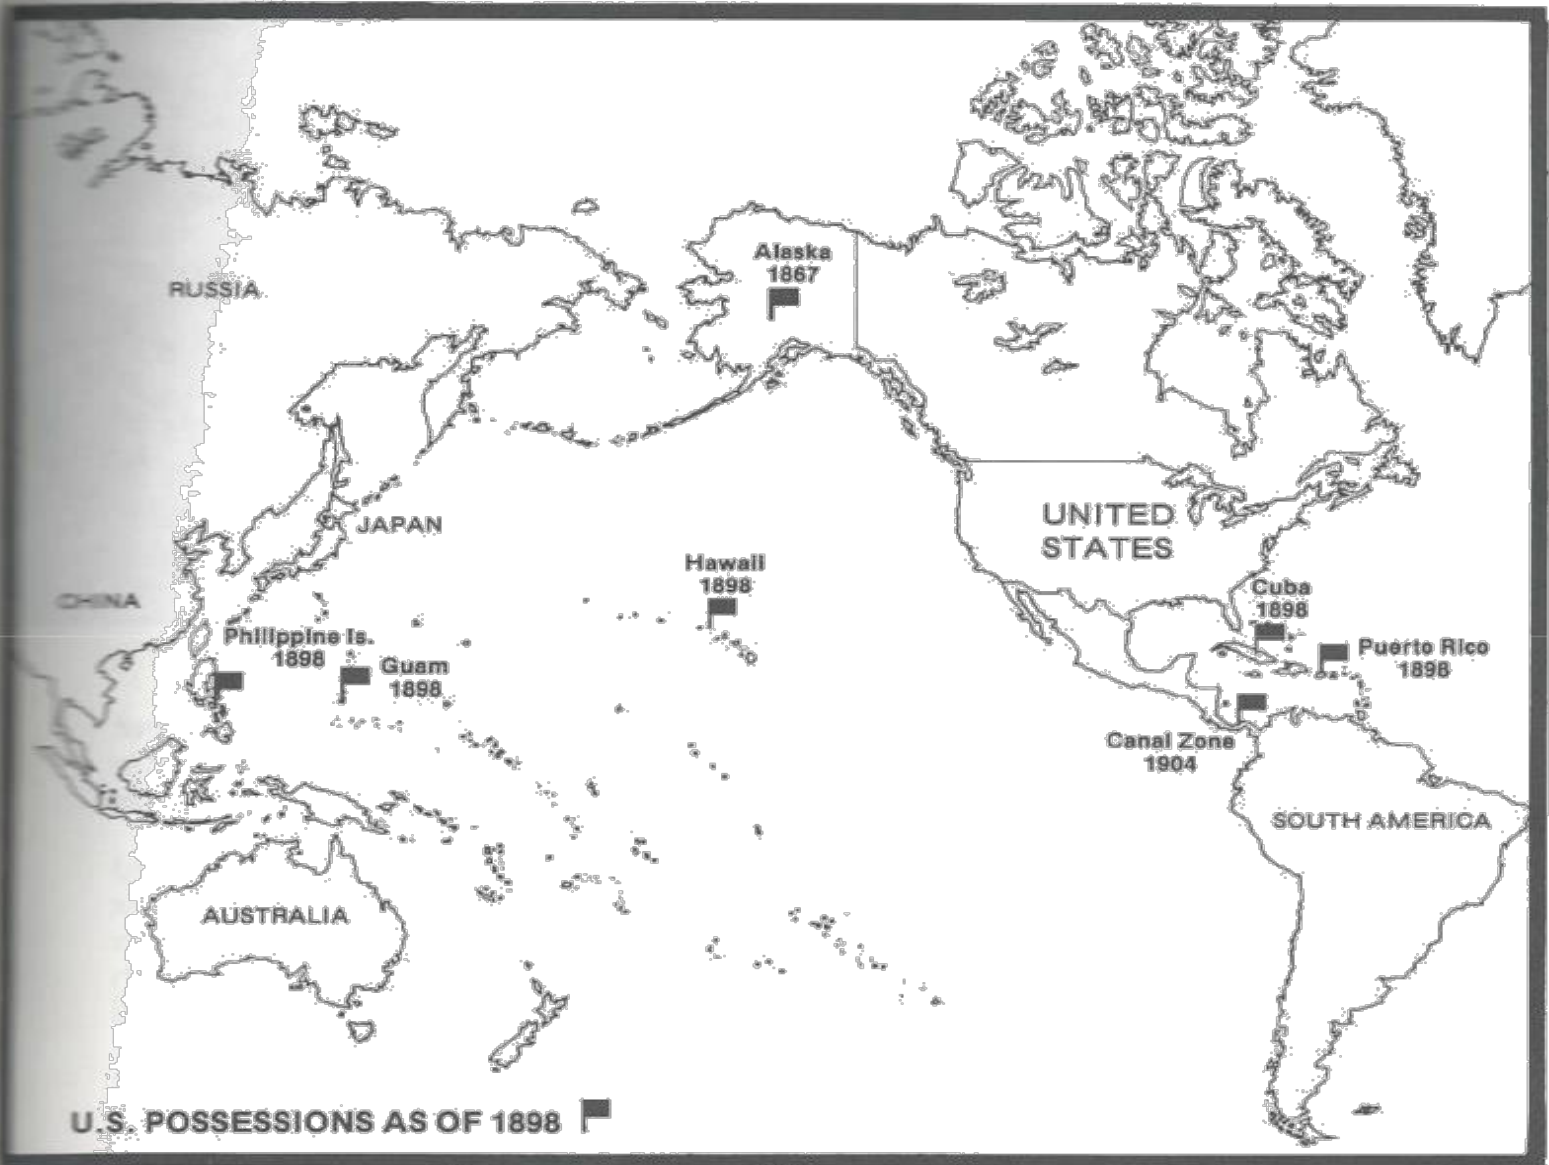 Alaska
1867
RUSSIA
UNITED
STATES
JAPAN
Hawaii
1898
CHINA
Cuba
1898
Philippine Is.
1898
Guam
1898
Puerto Rico
1898
Canal Zone
1904
SOUTH AMERICA
AUSTRALIA
U.S. POSSESSIONS AS OF 1898